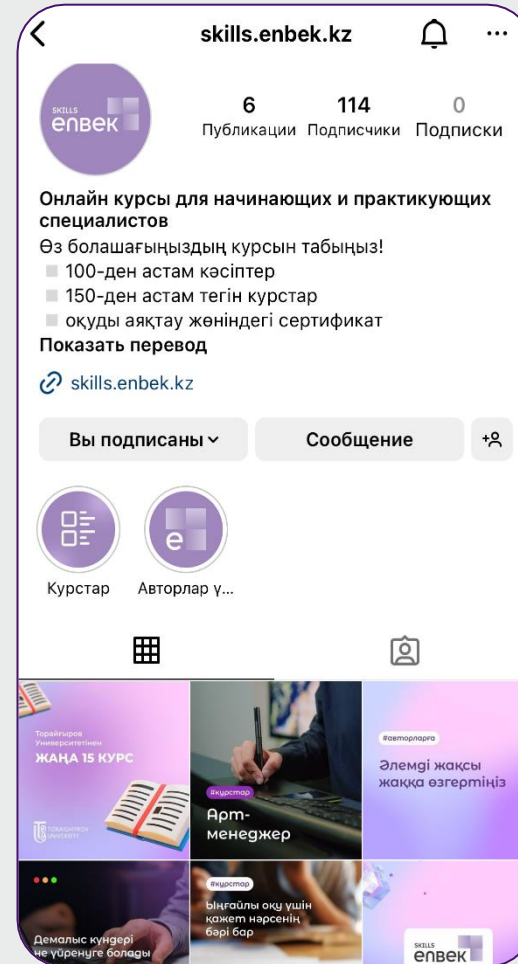 skills.enbek.kz
SKILLS
enbek
6
114
0
Публикации
Подписчики
Подписки
Онлайн курсы для начинающих и практикующих
специалистов
Өз болашағыңыздың курсын табыңыз!
100-ден астам кәсіптер
150-ден астам тегін курстар
оқуды аяқтау жөніндегі сертификат
Показать перевод
skills.enbek.kz
Вы подписаны
Сообщение
e
Курстар
Авторлар ү...
Торайғыров
Университетінен
ЖАҢА 15 КУРС
TORAIGHYROV
UNIVERSITY
#курстар
Арт-
менеджер
#авторларға
Әлемді жақсы
жаққа өзгертіңіз
Демалыс күндері
не үйренуге болады
#курстар
Ыңғайлы оқу үшін
қажет нәрсенің
бәрі бар
SKILLS
enbek